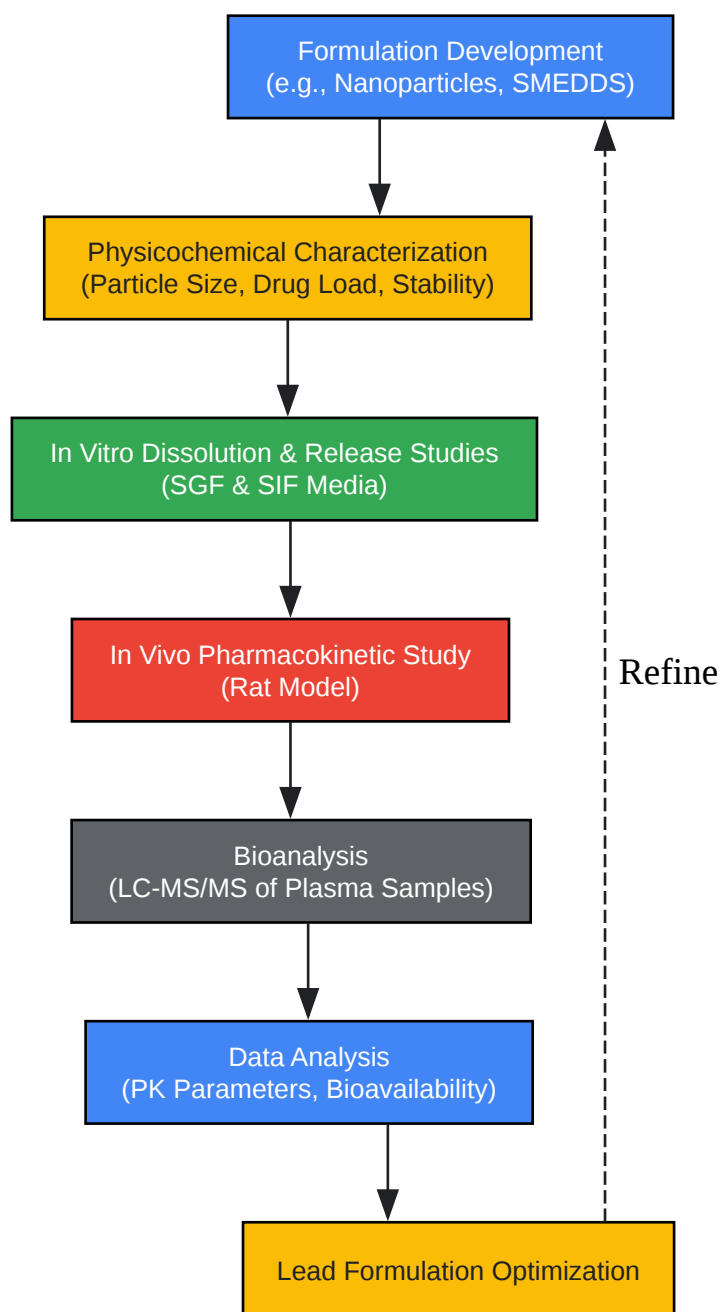 Formulation Development
(e.g., Nanoparticles, SMEDDS)
Physicochemical Characterization
(Particle Size, Drug Load, Stability)
In Vitro Dissolution & Release Studies
(SGF & SIF Media)
In Vivo Pharmacokinetic Study
(Rat Model)
Refine
Bioanalysis
(LC-MS/MS of Plasma Samples)
Data Analysis
(PK Parameters, Bioavailability)
Lead Formulation Optimization